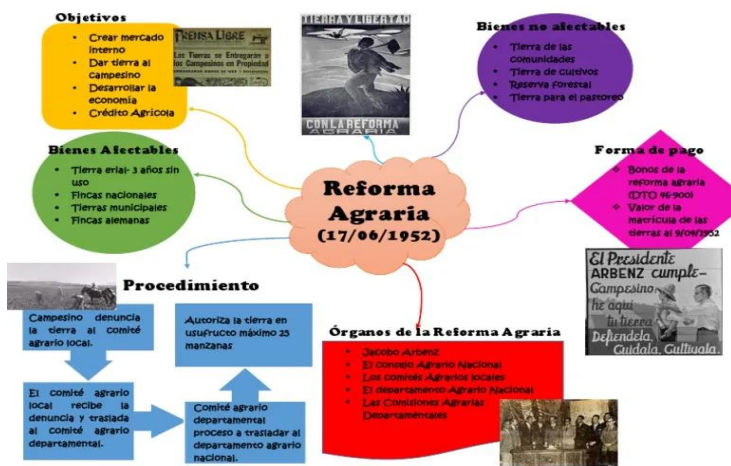 Objetivos
• Crear mercado
interno
• Dar tierra al
campesino
• Desarrollar la
economía
• Crédito Agrícola
PRENSA LIBRE
Las Tierras se Entregarán a
los Campesinos en Propiedad
TIERRA Y LIBERTAD
CON LA REFORMA
AGRARIA
Bienes no afectables
• Tierra de las
comunidades
• Tierra de cultivos
• Reserva forestal
• Tierra para el pastoreo
Bienes Afectables
• Tierra erial- 3 años sin
uso
• Fincas nacionales
• Tierras municipales
• Fincas alemanas
Reforma
Agraria
(17/06/1952)
Forma de pago
❖ Bonos de la
reforma agraria
(DTO 46-900)
❖ Valor de la
matrícula de las
tierras al 9/04/1952
El Presidente
ARBENZ cumple-
Campesino
he aquí
tu tierra
Defiendela,
Cuidala, Cultivala.
Procedimiento
Campesino denuncia
la tierra al comité
agrario local.
El comité agrario
local recibe la
denuncia y traslada
al comité agrario
departamental.
Comité agrario
departamental
proceso a trasladar al
departamento agrario
nacional.
Autoriza la tierra en
usufructo máximo 25
manzanas
Órganos de la Reforma Agraria
• Jacobo Arbenz
• El consejo Agrario Nacional
• Los comités Agrarios locales
• El departamento Agrario Nacional
• Las Comisiones Agrarias
Departamentales